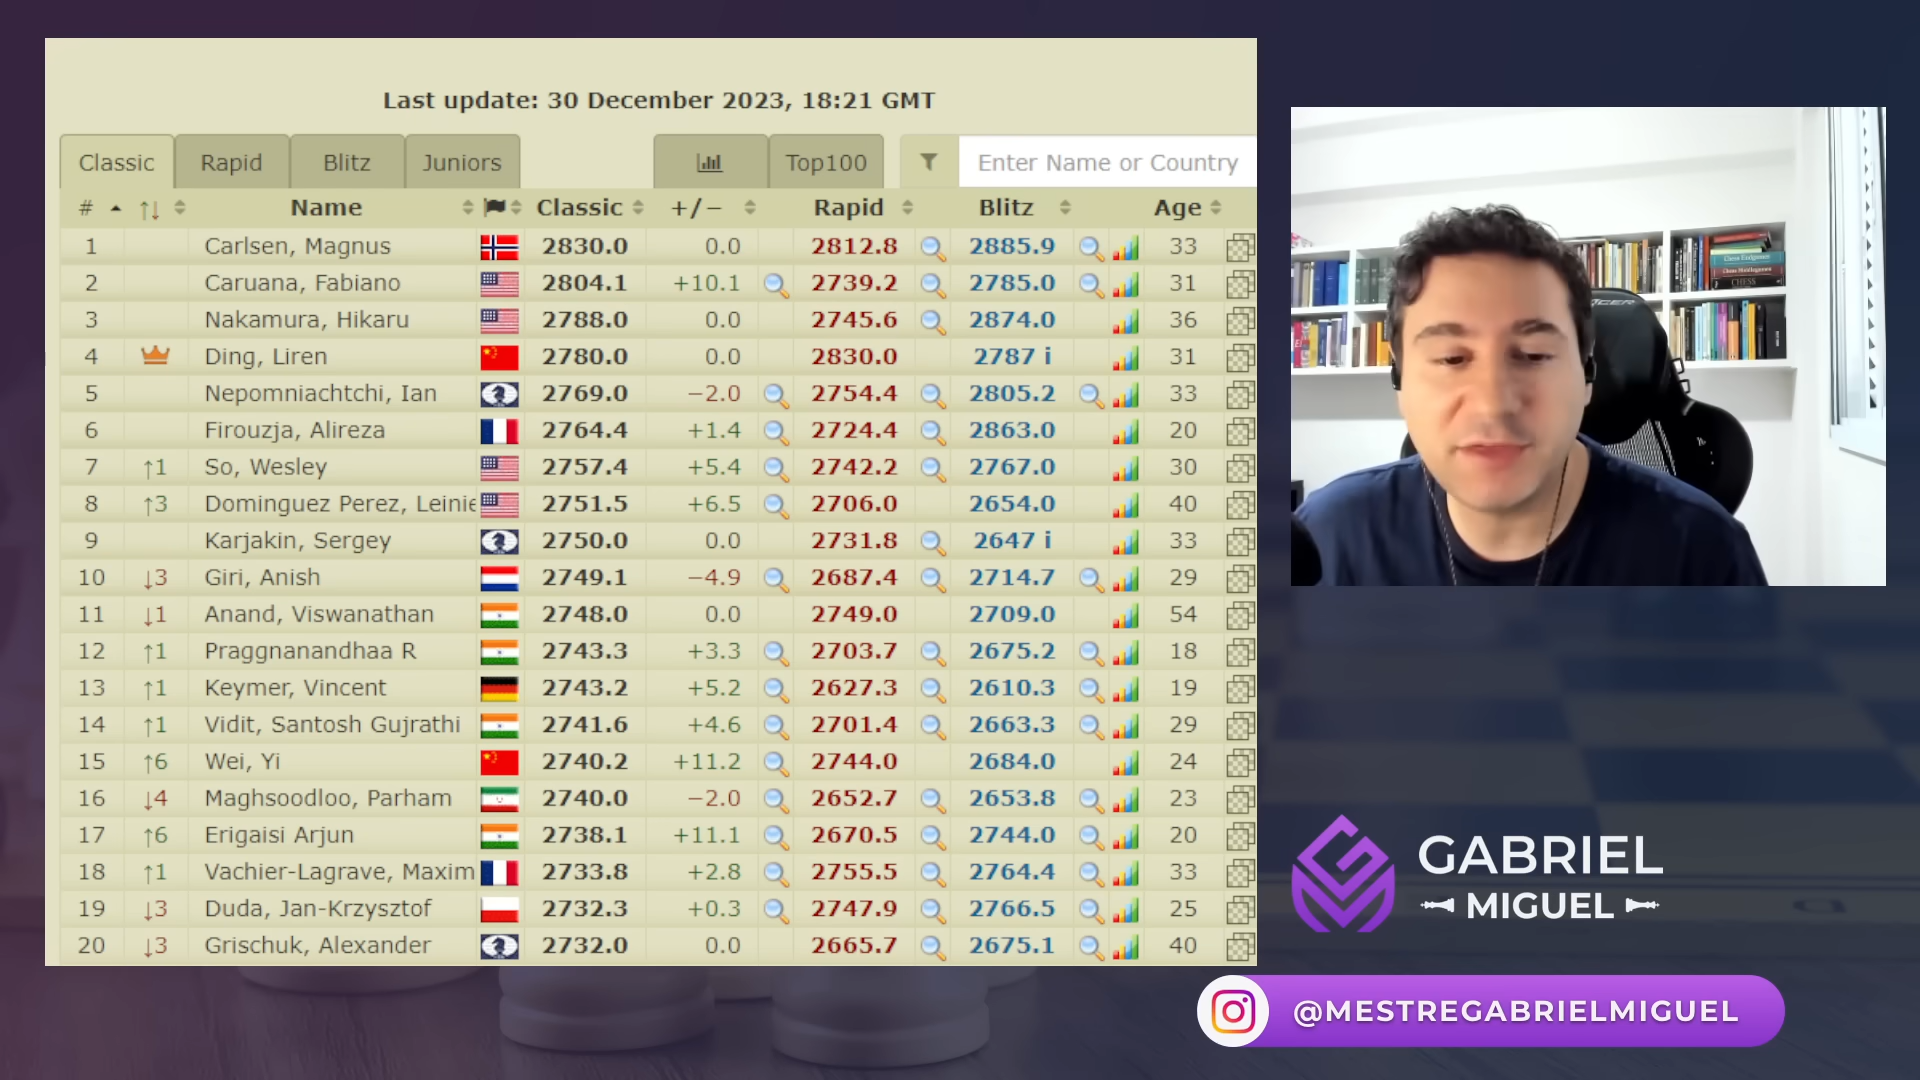 Last update: 30 December 2023, 18:21 GMT
Classic Rapid Blitz Juniors Top100 Enter Name or Country
# ↑↓ Name Classic +/− Rapid Blitz Age
1 Carlsen, Magnus 2830.0 0.0 2812.8 2885.9 33
2 Caruana, Fabiano 2804.1 +10.1 2739.2 2785.0 31
3 Nakamura, Hikaru 2788.0 0.0 2745.6 2874.0 36
4 Ding, Liren 2780.0 0.0 2830.0 2787 i 31
5 Nepomniachtchi, Ian 2769.0 −2.0 2754.4 2805.2 33
6 Firouzja, Alireza 2764.4 +1.4 2724.4 2863.0 20
7 ↑1 So, Wesley 2757.4 +5.4 2742.2 2767.0 30
8 ↑3 Dominguez Perez, Leinie 2751.5 +6.5 2706.0 2654.0 40
9 Karjakin, Sergey 2750.0 0.0 2731.8 2647 i 33
10 ↓3 Giri, Anish 2749.1 −4.9 2687.4 2714.7 29
11 ↓1 Anand, Viswanathan 2748.0 0.0 2749.0 2709.0 54
12 ↑1 Praggnanandhaa R 2743.3 +3.3 2703.7 2675.2 18
13 ↑1 Keymer, Vincent 2743.2 +5.2 2627.3 2610.3 19
14 ↑1 Vidit, Santosh Gujrathi 2741.6 +4.6 2701.4 2663.3 29
15 ↑6 Wei, Yi 2740.2 +11.2 2744.0 2684.0 24
16 ↓4 Maghsoodloo, Parham 2740.0 −2.0 2652.7 2653.8 23
17 ↑6 Erigaisi Arjun 2738.1 +11.1 2670.5 2744.0 20
18 ↑1 Vachier-Lagrave, Maxim 2733.8 +2.8 2755.5 2764.4 33
19 ↓3 Duda, Jan-Krzysztof 2732.3 +0.3 2747.9 2766.5 25
20 ↓3 Grischuk, Alexander 2732.0 0.0 2665.7 2675.1 40
CHESS
GABRIEL
MIGUEL
@MESTREGABRIELMIGUEL